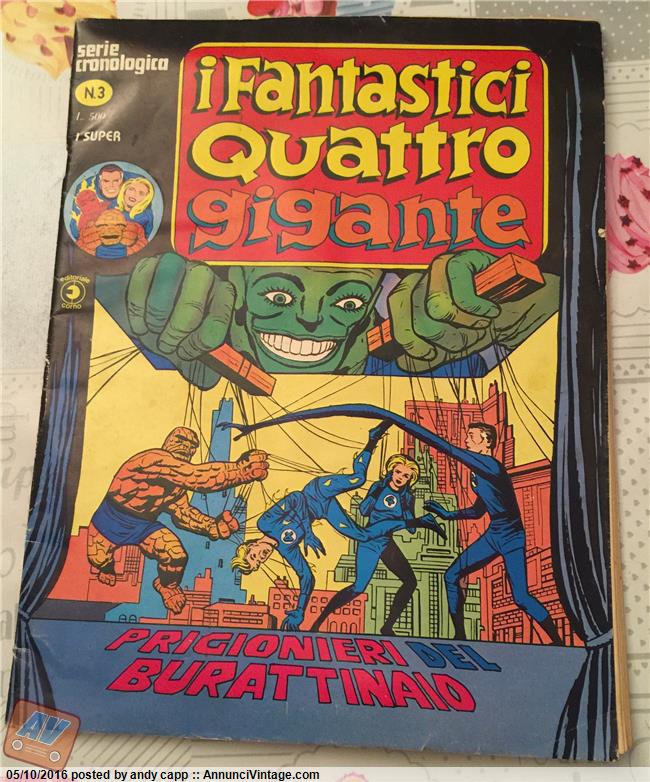 serie
cronologica
N.3
L. 500
I SUPER
i Fantastici
Quattro
gigante
editoriale
corno
PRIGIONIERI DEL
BURATTINAIO
AV
05/10/2016 posted by andy capp :: AnnunciVintage.com